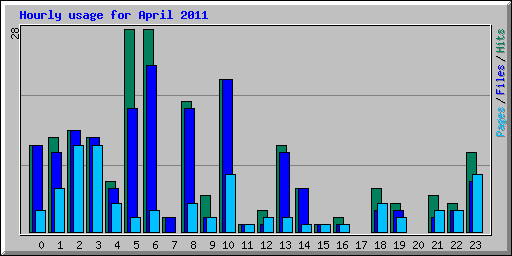 Hourly usage for April 2011
28
Pages / Files / Hits
0 1 2 3 4 5 6 7 8 9 10 11 12 13 14 15 16 17 18 19 20 21 22 23